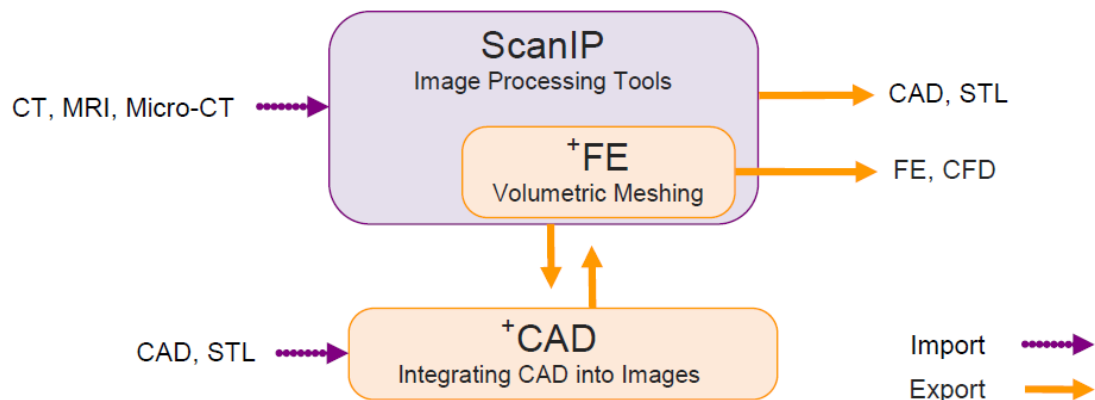 ScanIP
Image Processing Tools
CT, MRI, Micro-CT
CAD, STL
+FE
Volumetric Meshing
FE, CFD
+CAD
Integrating CAD into Images
CAD, STL
Import
Export